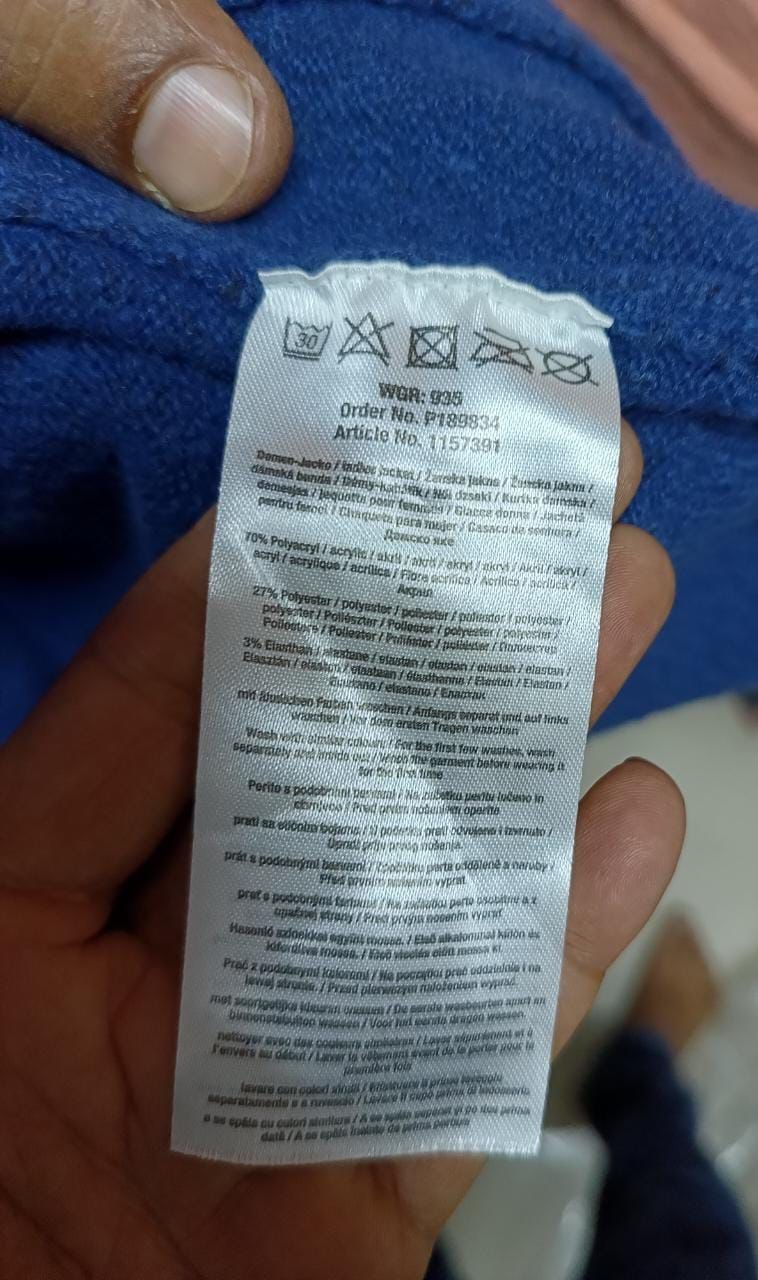 30
WGR: 935
Order No. P189834
Article No. 1157391
Damen-Jacke / ladies jacket / Ženska jakna / Ženska jakna /
dámská bunda / Dámy-kabátik / Női dzseki / Kurtka damska /
damesjas / jaquette pour femmes / Giacca donna / Jachetă
pentru femei / Chaqueta para mujer / Casaco de senhora /
Дамско яке
70% Polyacryl / acrylic / akril / akril / akryl / akryl / Akril / akryl /
acryl / acrylique / acrilica / Fibre acrilica / Acrílico / acrílica /
Акрил
27% Polyester / polyester / poliester / poliester / polyester /
polyester / Poliészter / Poliester / polyester / polyester /
Poliestere / Poliester / Poliéster / poliéster / Полиестер
3% Elasthan / elastane / elastan / elastan / elastan / elastan /
Elasztán / elastan / elastaan / élasthanne / Elastan / Elastan /
elastano / Еластан
mit ähnlichen Farben waschen / Anfangs separat und auf links
waschen / Vor dem ersten Tragen waschen
Wash with similar colours / For the first few washes, wash
separately and inside out / Wash the garment before wearing it
for the first time
Perite s podobnimi barvami / Na začetku perite ločeno in
obrnjeno / Pred prvim nošenjem operite
prati sa sličnim bojama / U početku prati odvojeno i izvrnuto /
Oprati prije prvog nošenja.
prát s podobnými barvami / Zpočátku perte odděleně a naruby /
Před prvním nošením vyprat
prať s podobnými farbami / Na začiatku perte osobitne a z
opačnej strany / Pred prvým nosením vyprať
Hasonló színekkel együtt mossa. / Első alkalommal külön és
kifordítva mossa. / Első viselés előtt mossa ki.
Prać z podobnymi kolorami / Na początku prać oddzielnie i na
lewej stronie. / Przed pierwszym nałożeniem wyprać.
met soortgelijke kleuren wassen / De eerste wasbeurten apart en
binnenstebuiten wassen / Voor het eerste dragen wassen
nettoyer avec des couleurs similaires / Laver séparément et à
l'envers au début / Laver le vêtement avant de le porter pour la
première fois
lavare con colori simili /
separatamente e a rovescio / Lavare il capo prima di indossarlo
a se spăla cu culori similare / A se spăla separat și pe dos prima
dată / A se spăla înainte de prima purtare